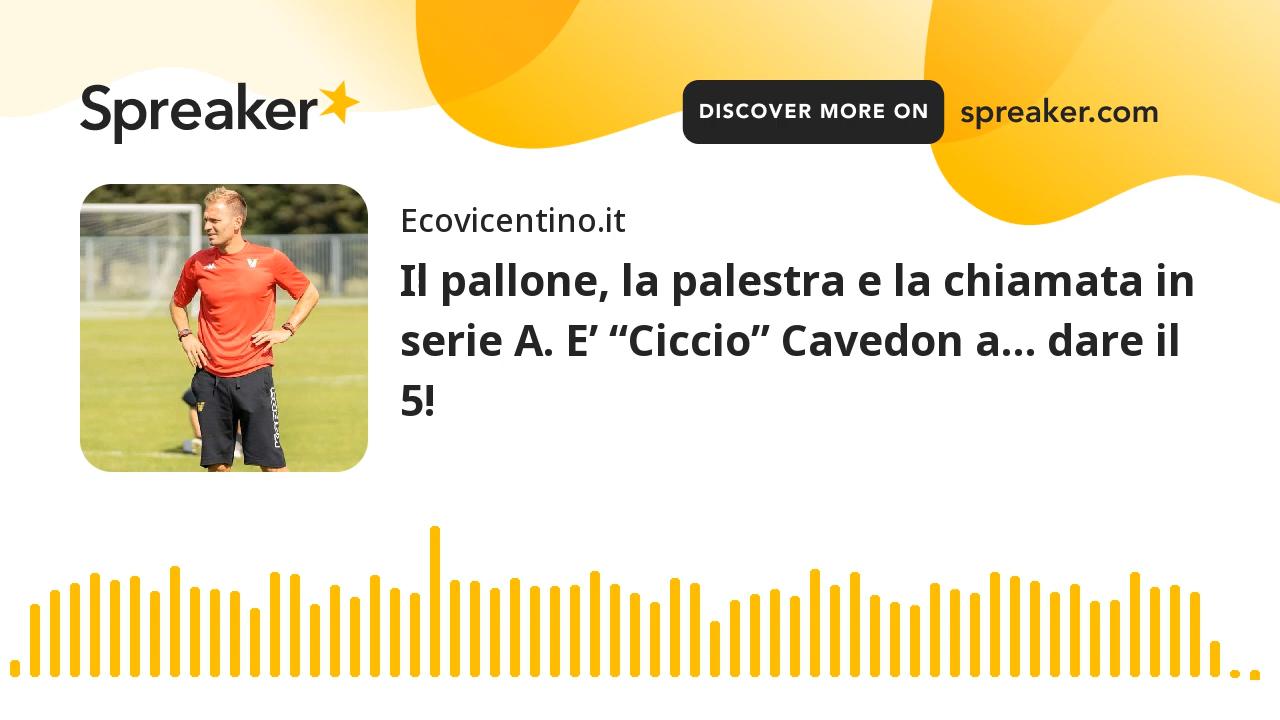 Spreaker
DISCOVER MORE ON
spreaker.com
Ecovicentino.it
Il pallone, la palestra e la chiamata in
serie A. E’ “Ciccio” Cavedon a... dare il
5!
Kappa